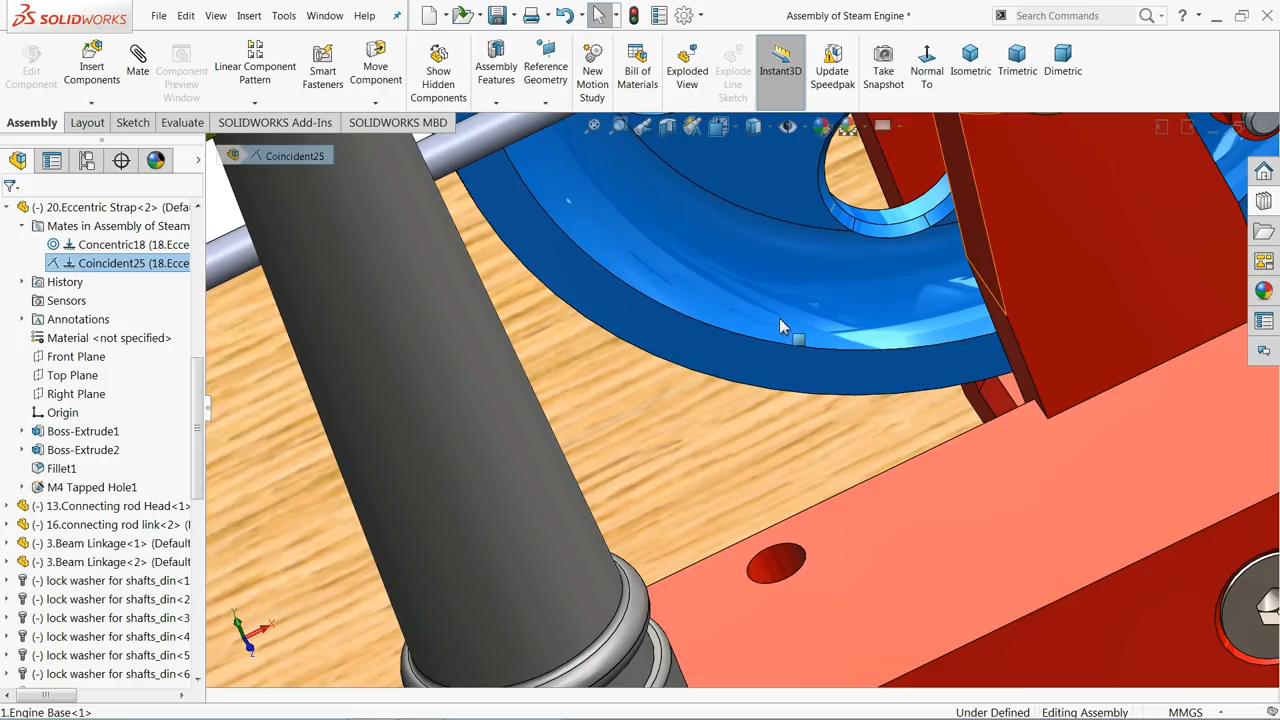 SOLIDWORKS
File Edit View Insert Tools Window Help
Assembly of Steam Engine *
Search Commands
?
Edit Component
Insert Components
Mate
Component Preview Window
Linear Component Pattern
Smart Fasteners
Move Component
Show Hidden Components
Assembly Features
Reference Geometry
New Motion Study
Bill of Materials
Exploded View
Explode Line Sketch
Instant3D
Update Speedpak
Take Snapshot
Normal To
Isometric
Trimetric
Dimetric
Assembly Layout Sketch Evaluate SOLIDWORKS Add-Ins SOLIDWORKS MBD
Coincident25
(-) 20.Eccentric Strap<2> (Defau
Mates in Assembly of Steam
Concentric18 (18.Ecce
Coincident25 (18.Ecce
History
Sensors
Annotations
Material <not specified>
Front Plane
Top Plane
Right Plane
Origin
Boss-Extrude1
Boss-Extrude2
Fillet1
M4 Tapped Hole1
(-) 13.Connecting rod Head<1>
(-) 16.connecting rod link<2> (
(-) 3.Beam Linkage<1> (Default
(-) 3.Beam Linkage<2> (Default
(-) lock washer for shafts_din<1
(-) lock washer for shafts_din<2
(-) lock washer for shafts_din<3
(-) lock washer for shafts_din<4
(-) lock washer for shafts_din<5
(-) lock washer for shafts_din<6
Y
X
Z
1.Engine Base<1>
Under Defined Editing Assembly MMGS